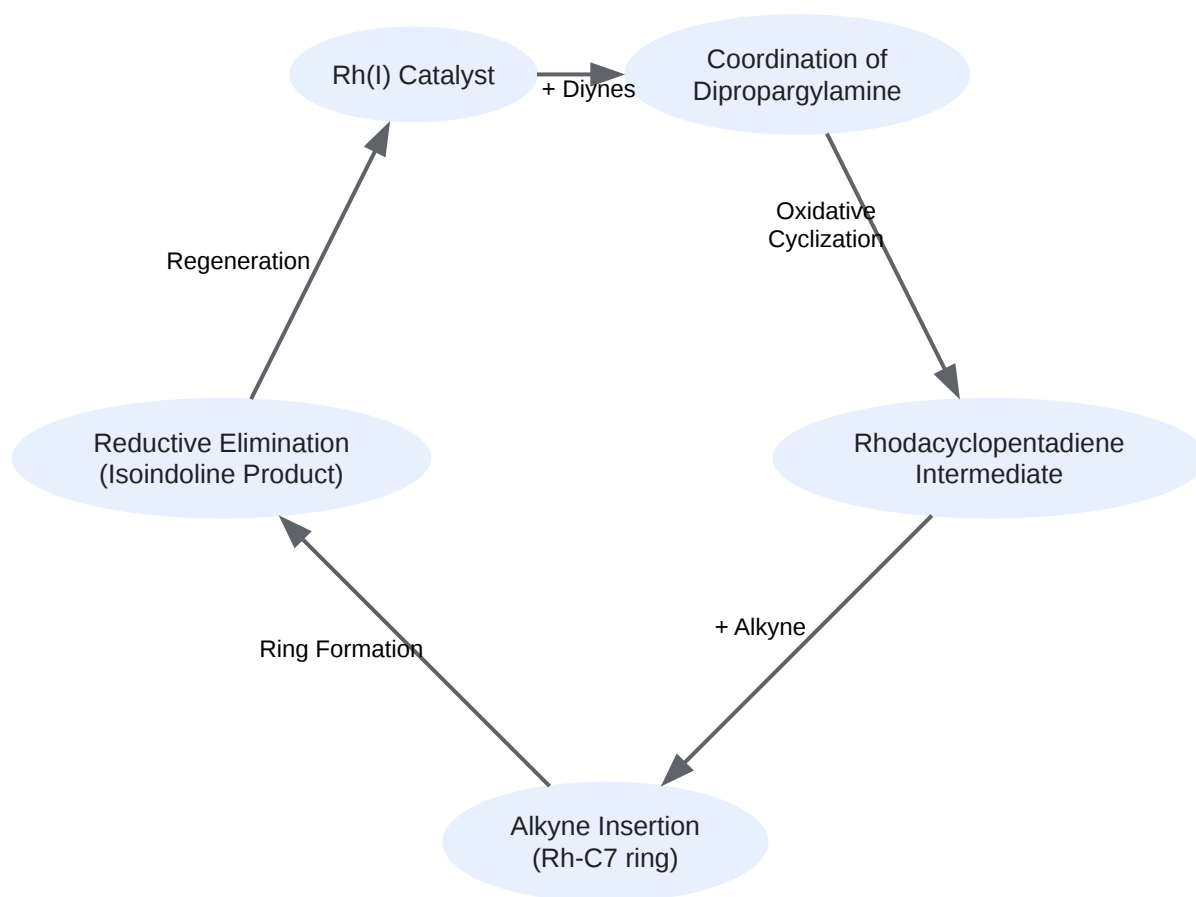 Rh(I) Catalyst
+ Diynes
Coordination of
Dipropargylamine
Oxidative
Cyclization
Rhodacyclopentadiene
Intermediate
+ Alkyne
Alkyne Insertion
(Rh-C7 ring)
Ring Formation
Reductive Elimination
(Isoindoline Product)
Regeneration